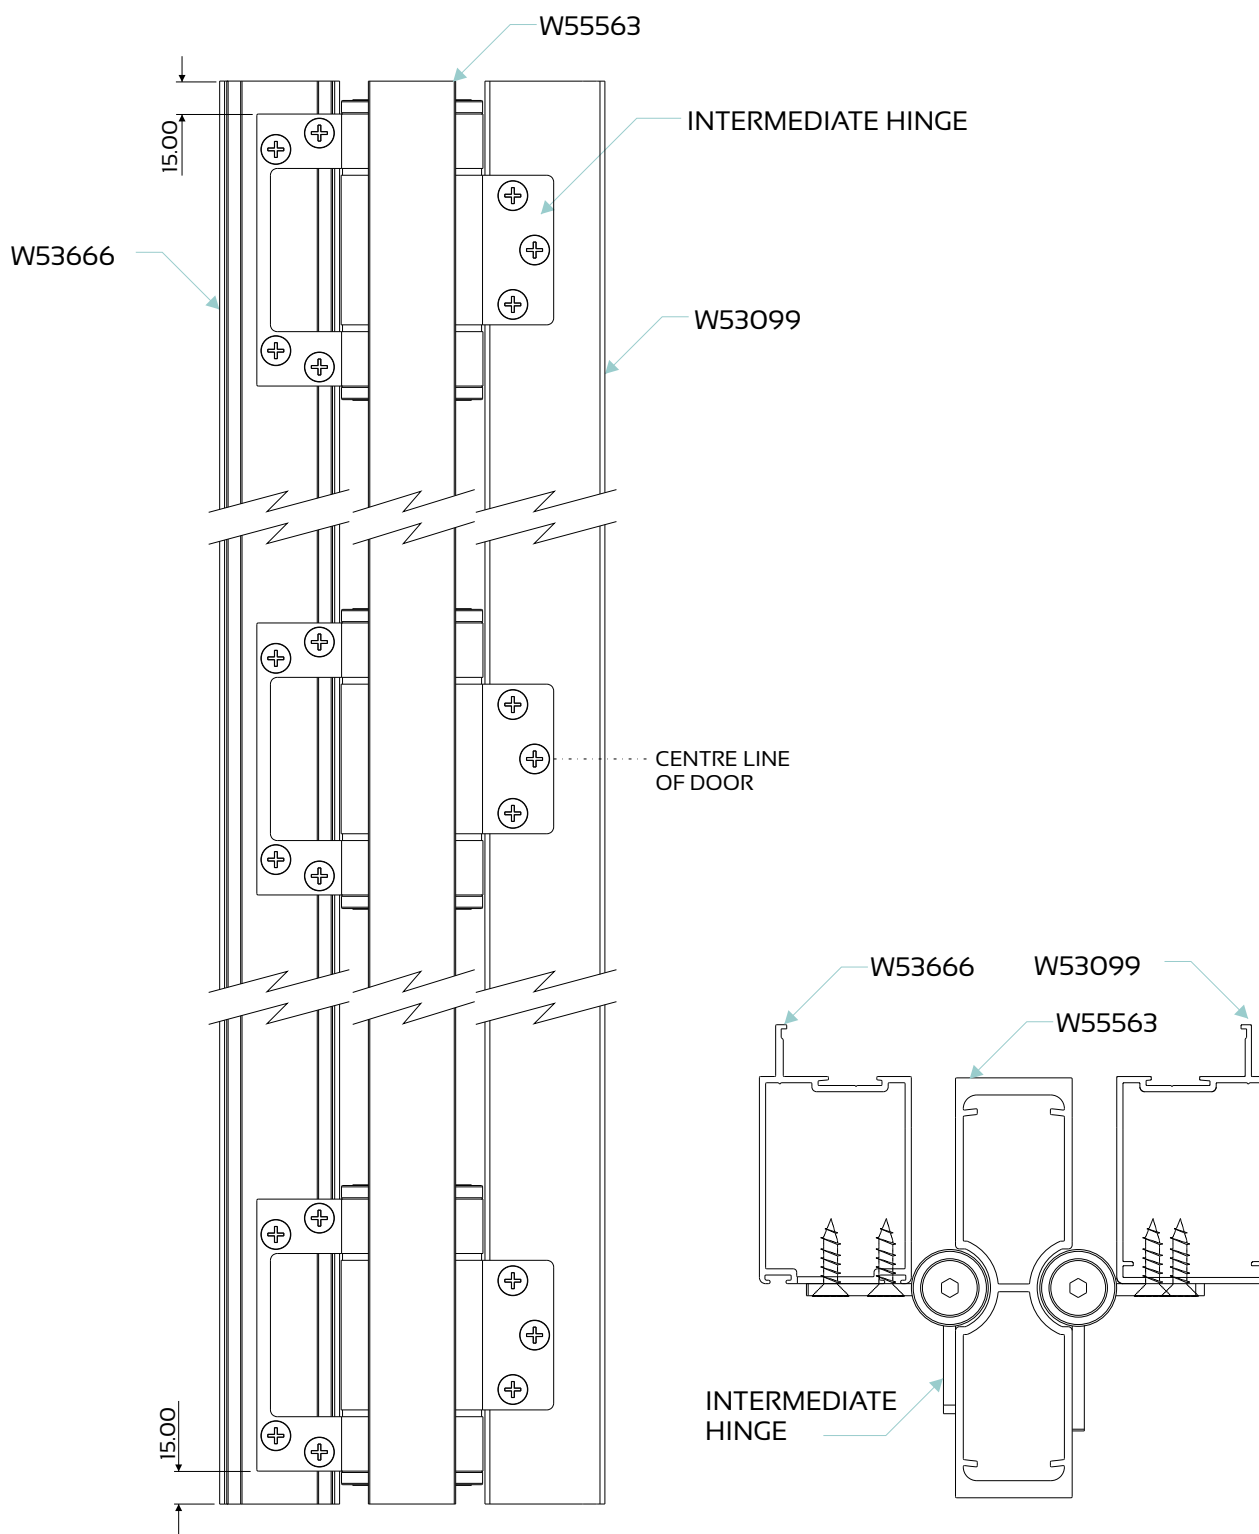 W55563
INTERMEDIATE HINGE
15.00
W53666
W53099
CENTRE LINE
OF DOOR
W53666
W53099
W55563
INTERMEDIATE
HINGE
15.00